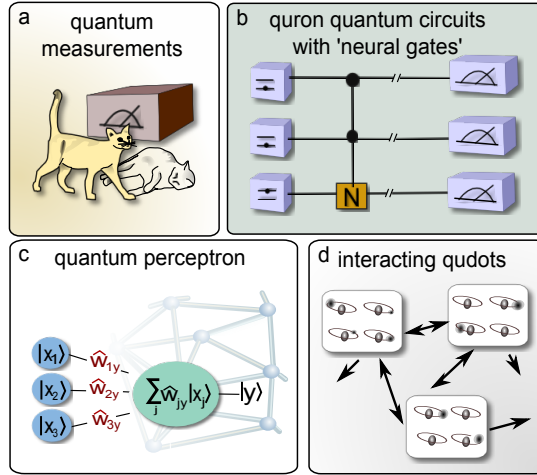 a
quantum
measurements
b
quron quantum circuits
with 'neural gates'
N
c
quantum perceptron
|x₁⟩
ŵ₁y
|x₂⟩
ŵ₂y
∑ⱼ ŵⱼy|xⱼ⟩
|y⟩
|x₃⟩
ŵ₃y
d
interacting qudots